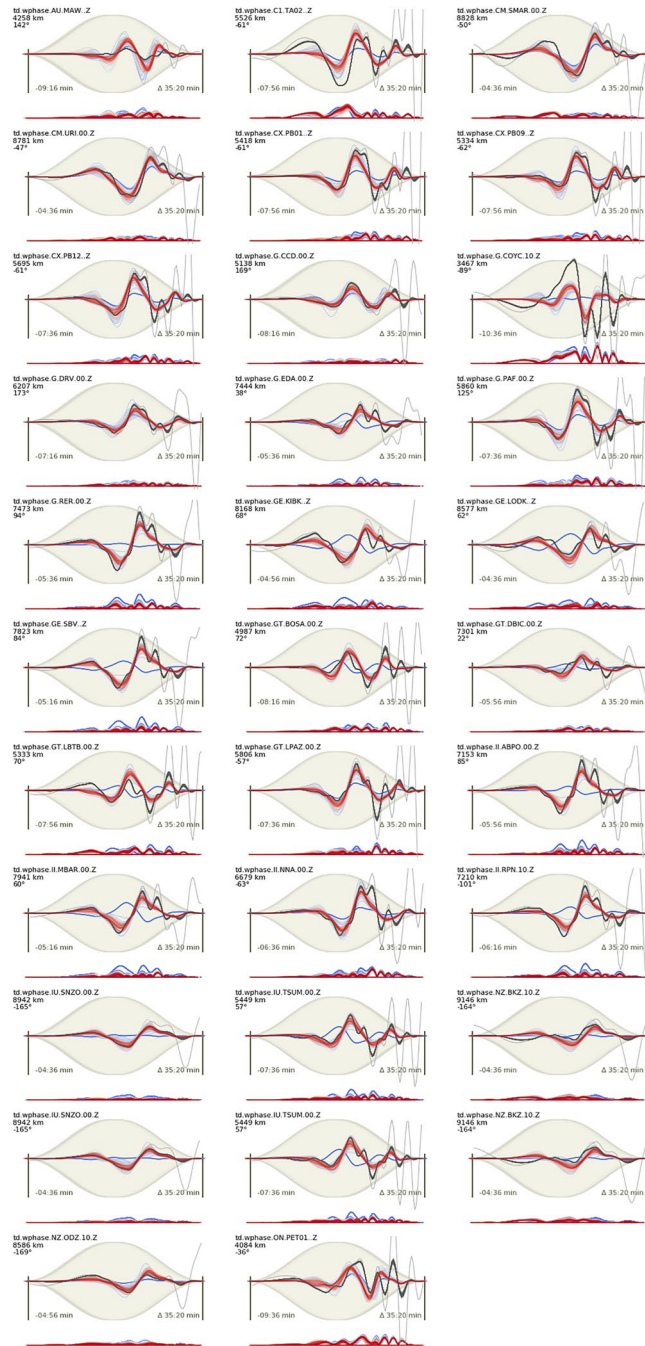 td.wphase.AU.MAW..Z
4258 km
142°
-09:16 min
Δ 35:20 min
td.wphase.C1.TA02..Z
5526 km
-61°
-07:56 min
Δ 35:20 min
td.wphase.CM.SMAR.00.Z
8828 km
-50°
-04:36 min
Δ 35:20 min
td.wphase.CM.URI.00.Z
8781 km
-47°
-04:36 min
Δ 35:20 min
td.wphase.CX.PB01..Z
5418 km
-61°
-07:56 min
Δ 35:20 min
td.wphase.CX.PB09..Z
5334 km
-62°
-07:56 min
Δ 35:20 min
td.wphase.CX.PB12..Z
5695 km
-61°
-07:36 min
Δ 35:20 min
td.wphase.G.CCD.00.Z
5138 km
169°
-08:16 min
Δ 35:20 min
td.wphase.G.COYC.10.Z
3467 km
-89°
-10:36 min
Δ 35:20 min
td.wphase.G.DRV.00.Z
6207 km
173°
-07:16 min
Δ 35:20 min
td.wphase.G.EDA.00.Z
7444 km
38°
-05:36 min
Δ 35:20 min
td.wphase.G.PAF.00.Z
5860 km
125°
-07:36 min
Δ 35:20 min
td.wphase.G.RER.00.Z
7473 km
94°
-05:36 min
Δ 35:20 min
td.wphase.GE.KIBK..Z
8168 km
68°
-04:56 min
Δ 35:20 min
td.wphase.GE.LODK..Z
8577 km
62°
-04:36 min
Δ 35:20 min
td.wphase.GE.SBV..Z
7823 km
84°
-05:16 min
Δ 35:20 min
td.wphase.GT.BOSA.00.Z
4987 km
72°
-08:16 min
Δ 35:20 min
td.wphase.GT.DBIC.00.Z
7301 km
22°
-05:56 min
Δ 35:20 min
td.wphase.GT.LBTB.00.Z
5333 km
70°
-07:56 min
Δ 35:20 min
td.wphase.GT.LPAZ.00.Z
5806 km
-57°
-07:36 min
Δ 35:20 min
td.wphase.II.ABPO.00.Z
7153 km
85°
-05:56 min
Δ 35:20 min
td.wphase.II.MBAR.00.Z
7941 km
60°
-05:16 min
Δ 35:20 min
td.wphase.II.NNA.00.Z
6679 km
-63°
-06:36 min
Δ 35:20 min
td.wphase.II.RPN.10.Z
7210 km
-101°
-06:16 min
Δ 35:20 min
td.wphase.IU.SNZO.00.Z
8942 km
-165°
-04:36 min
Δ 35:20 min
td.wphase.IU.TSUM.00.Z
5449 km
57°
-07:36 min
Δ 35:20 min
td.wphase.NZ.BKZ.10.Z
9146 km
-164°
-04:36 min
Δ 35:20 min
td.wphase.IU.SNZO.00.Z
8942 km
-165°
-04:36 min
Δ 35:20 min
td.wphase.IU.TSUM.00.Z
5449 km
57°
-07:36 min
Δ 35:20 min
td.wphase.NZ.BKZ.10.Z
9146 km
-164°
-04:36 min
Δ 35:20 min
td.wphase.NZ.ODZ.10.Z
8586 km
-169°
-04:56 min
Δ 35:20 min
td.wphase.ON.PET01..Z
4084 km
-36°
-09:36 min
Δ 35:20 min